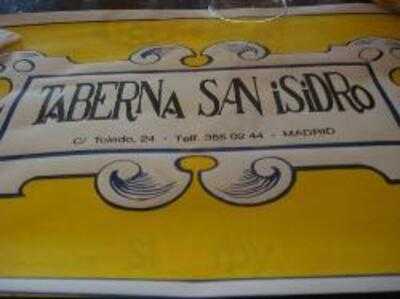 TABERNA SAN iSiDRO
C/ Toledo, 24 - Telf. 365 02 44 - MADRID